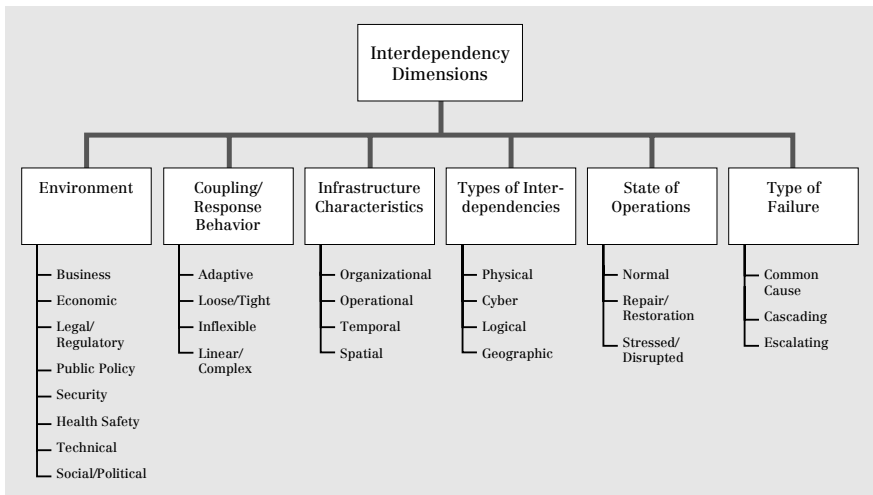 Interdependency
Dimensions
Environment
Coupling/
Response
Behavior
Infrastructure
Characteristics
Types of Inter-
dependencies
State of
Operations
Type of
Failure
Business
Economic
Legal/
Regulatory
Public Policy
Security
Health Safety
Technical
Social/Political
Adaptive
Loose/Tight
Inflexible
Linear/
Complex
Organizational
Operational
Temporal
Spatial
Physical
Cyber
Logical
Geographic
Normal
Repair/
Restoration
Stressed/
Disrupted
Common
Cause
Cascading
Escalating